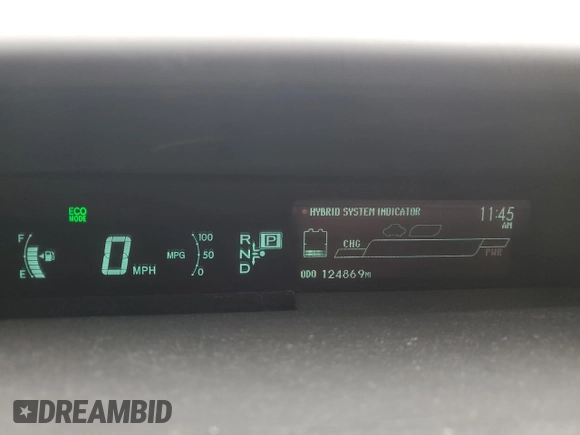 ECO
MODE
HYBRID SYSTEM INDICATOR
11:45
AM
F
E
0 MPH
MPG
100
50
0
R
N
D
P
CHG
PWR
ODO 124869MI
DREAMBID